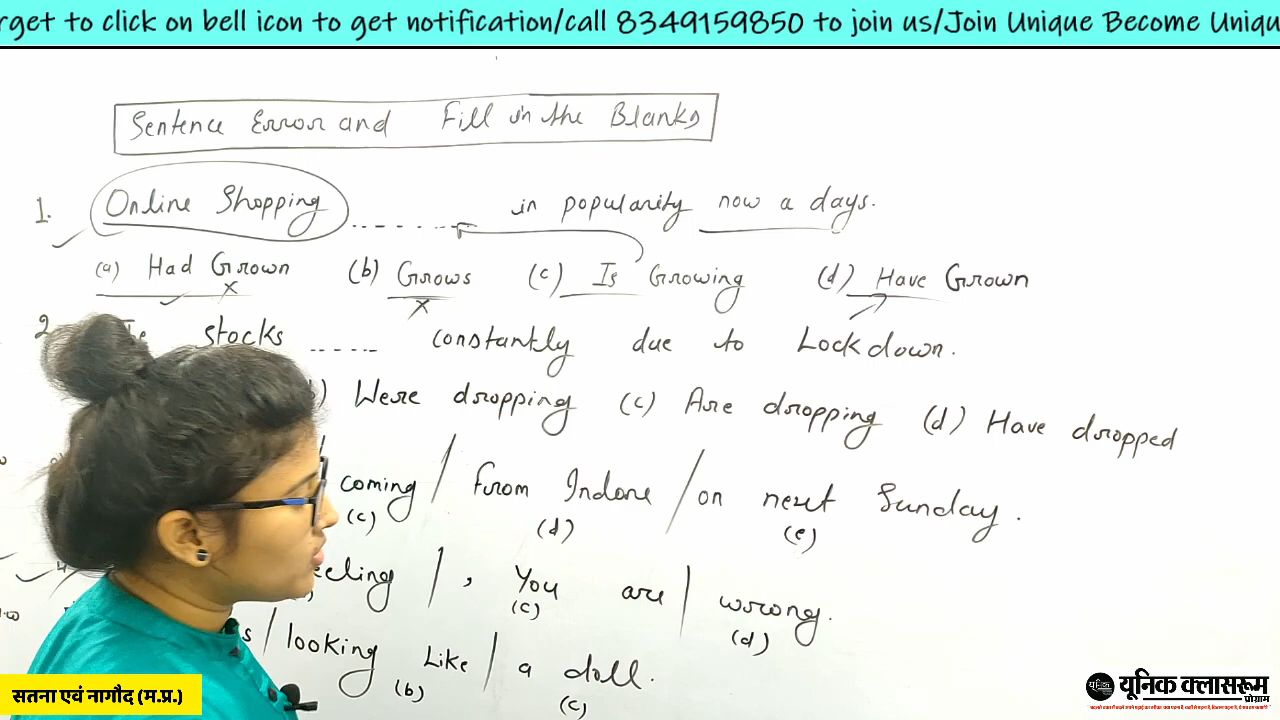 rget to click on bell icon to get notification/call 8349159850 to join us/Join Unique Become Uniqu
Sentence Error and Fill in the Blanks
1. Online Shopping ........ in popularity now a days.
(a) Had Grown (b) Grows (c) Is Growing (d) Have Grown
2. stocks ...... constantly due to Lockdown.
Were dropping (c) Are dropping (d) Have dropped
coming / from Indore / on next Sunday.
(c) (d) (e)
eeling / , You are / wrong.
(c) (d)
s / looking Like / a doll.
(b) (c)
सतना एवं नागौद (म.प्र.)
यूनिक क्लासरूम
प्रोग्राम